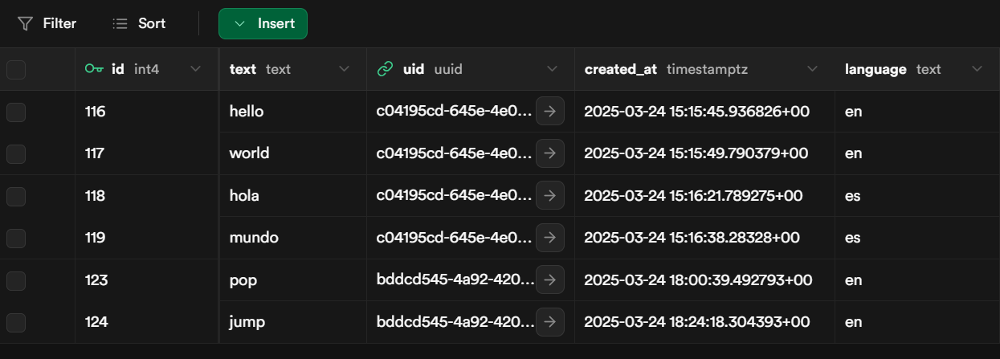 Filter Sort Insert
id int4 text text uid uuid created_at timestamptz language text
116 hello c04195cd-645e-4e0... 2025-03-24 15:15:45.936826+00 en
117 world c04195cd-645e-4e0... 2025-03-24 15:15:49.790379+00 en
118 hola c04195cd-645e-4e0... 2025-03-24 15:16:21.789275+00 es
119 mundo c04195cd-645e-4e0... 2025-03-24 15:16:38.28328+00 es
123 pop bddcd545-4a92-420... 2025-03-24 18:00:39.492793+00 en
124 jump bddcd545-4a92-420... 2025-03-24 18:24:18.304393+00 en